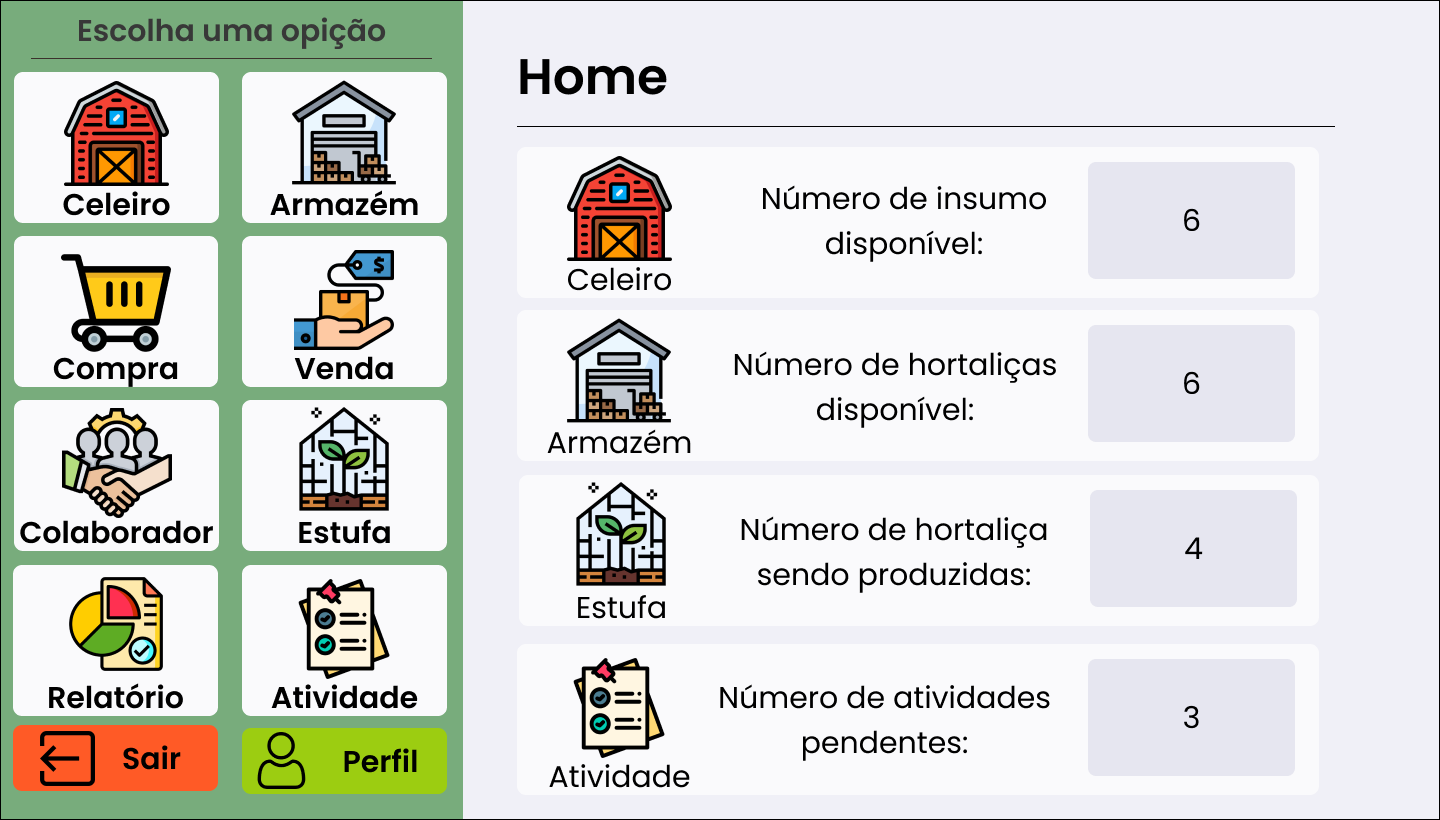 Escolha uma opição
Celeiro
Armazém
Compra
Venda
Colaborador
Estufa
Relatório
Atividade
Sair
Perfil
Home
Celeiro
Número de insumo
disponível:
6
Armazém
Número de hortaliças
disponível:
6
Estufa
Número de hortaliça
sendo produzidas:
4
Atividade
Número de atividades
pendentes:
3